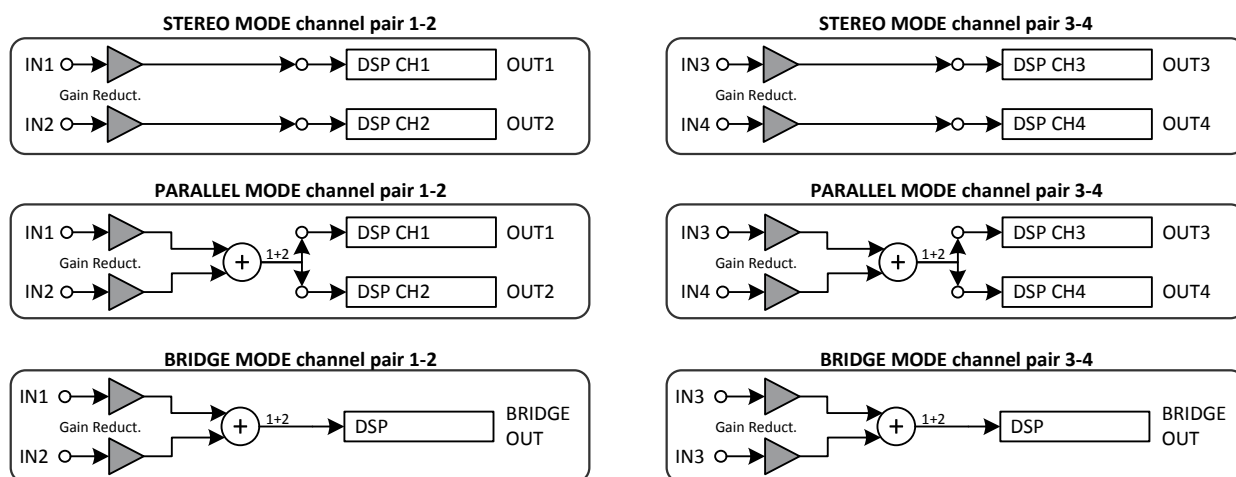 STEREO MODE channel pair 1-2
IN1
DSP CH1
OUT1
Gain Reduct.
IN2
DSP CH2
OUT2
STEREO MODE channel pair 3-4
IN3
DSP CH3
OUT3
Gain Reduct.
IN4
DSP CH4
OUT4
PARALLEL MODE channel pair 1-2
IN1
DSP CH1
OUT1
Gain Reduct.
+
1+2
IN2
DSP CH2
OUT2
PARALLEL MODE channel pair 3-4
IN3
DSP CH3
OUT3
Gain Reduct.
+
1+2
IN4
DSP CH4
OUT4
BRIDGE MODE channel pair 1-2
IN1
Gain Reduct.
+
1+2
DSP
BRIDGE
OUT
IN2
BRIDGE MODE channel pair 3-4
IN3
Gain Reduct.
+
1+2
DSP
BRIDGE
OUT
IN3